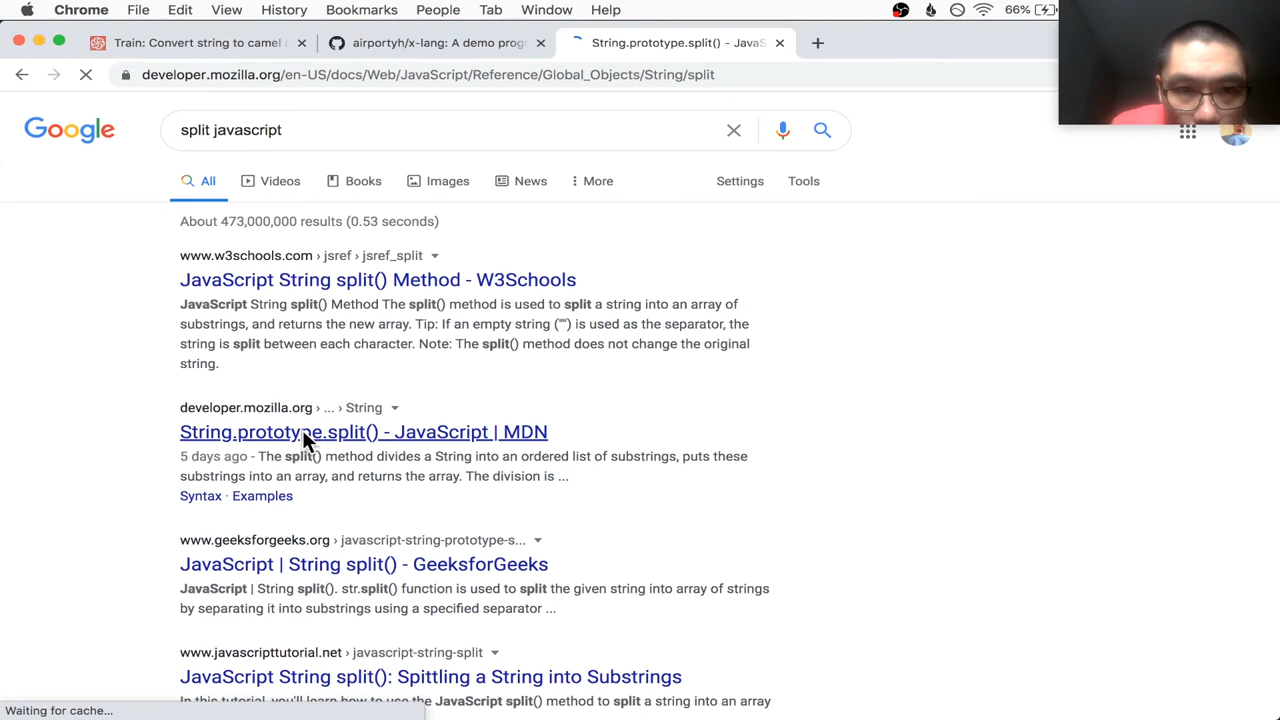 Chrome File Edit View History Bookmarks People Tab Window Help 66%
Train: Convert string to camel c
airportyh/x-lang: A demo prog
String.prototype.split() - JavaS
developer.mozilla.org/en-US/docs/Web/JavaScript/Reference/Global_Objects/String/split
Google
split javascript
All Videos Books Images News More Settings Tools
About 473,000,000 results (0.53 seconds)
www.w3schools.com › jsref › jsref_split
JavaScript String split() Method - W3Schools
JavaScript String split() Method The split() method is used to split a string into an array of
substrings, and returns the new array. Tip: If an empty string ("") is used as the separator, the
string is split between each character. Note: The split() method does not change the original
string.
developer.mozilla.org › ... › String
String.prototype.split() - JavaScript | MDN
5 days ago - The split() method divides a String into an ordered list of substrings, puts these
substrings into an array, and returns the array. The division is ...
Syntax · Examples
www.geeksforgeeks.org › javascript-string-prototype-s...
JavaScript | String split() - GeeksforGeeks
JavaScript | String split(). str.split() function is used to split the given string into array of strings
by separating it into substrings using a specified separator ...
www.javascripttutorial.net › javascript-string-split
JavaScript String split(): Spittling a String into Substrings
In this tutorial, you'll learn how to use the JavaScript split() method to split a string into an array
Waiting for cache...